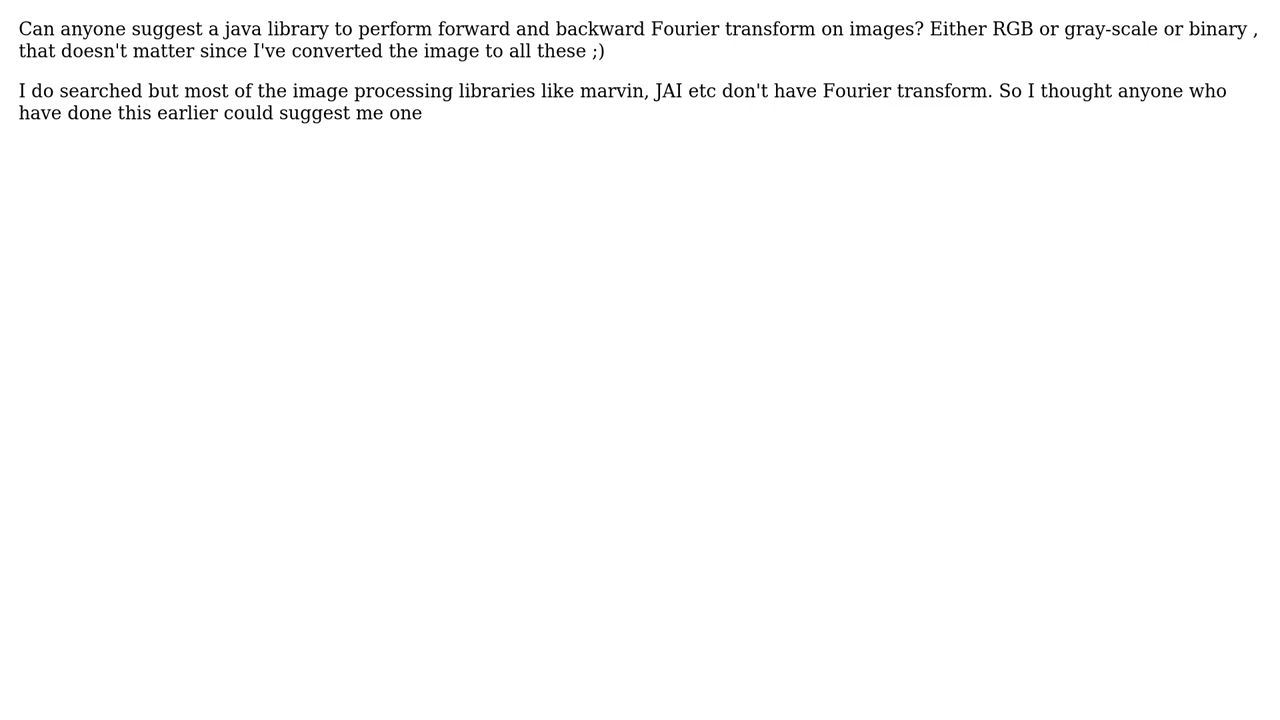 Can anyone suggest a java library to perform forward and backward Fourier transform on images? Either RGB or gray-scale or binary ,
that doesn't matter since I've converted the image to all these ;)
I do searched but most of the image processing libraries like marvin, JAI etc don't have Fourier transform. So I thought anyone who
have done this earlier could suggest me one